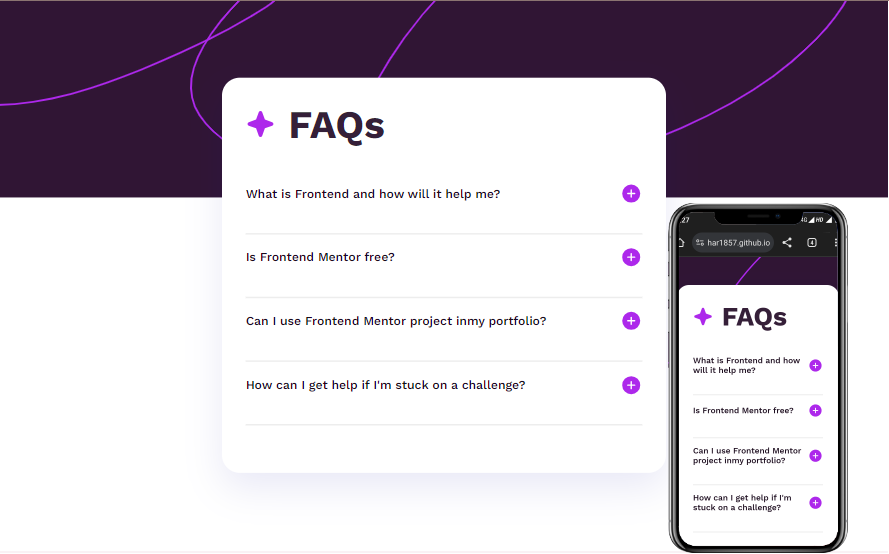 FAQs
What is Frontend and how will it help me?
Is Frontend Mentor free?
Can I use Frontend Mentor project inmy portfolio?
How can I get help if I'm stuck on a challenge?
:27
4G HD
har1857.github.io
4
FAQs
What is Frontend and how
will it help me?
Is Frontend Mentor free?
Can I use Frontend Mentor
project inmy portfolio?
How can I get help if I'm
stuck on a challenge?